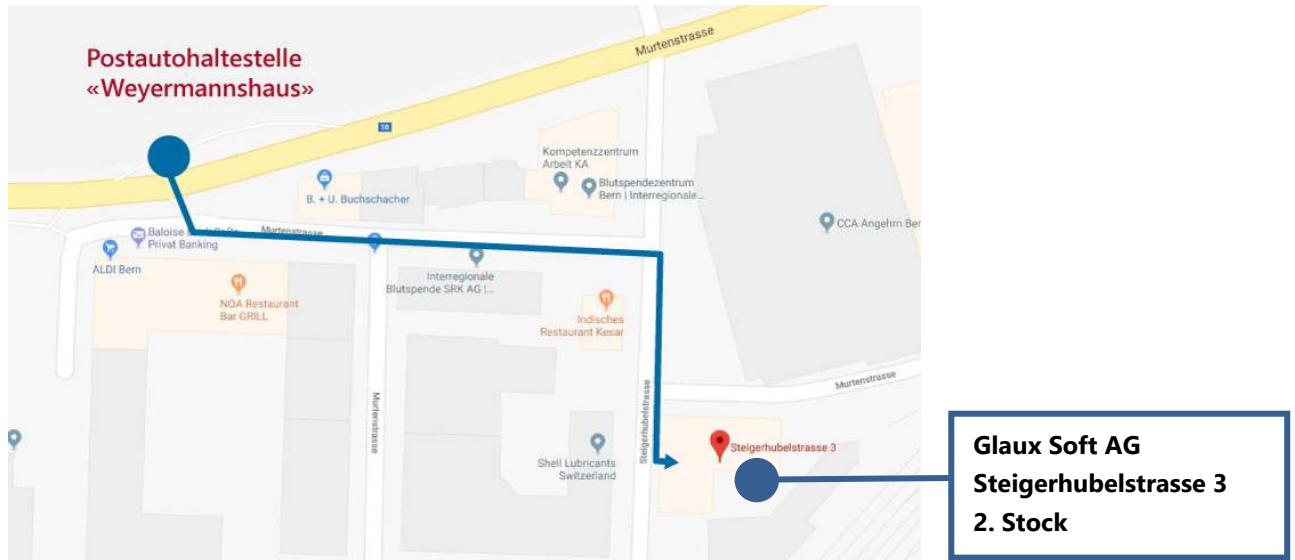 Postautohaltestelle
«Weyermannshaus»
Murtenstrasse
10
Kompetenzzentrum
Arbeit KA
Blutspendezentrum
Bern | Interregionale...
B. + U. Buchschacher
CCA Angehrn Ber
Murtenstrasse
Baloise
Privat Banking
ALDI Bern
Interregionale
Blutspende SRK AG |...
NOA Restaurant
Bar GRILL
Indisches
Restaurant Kesar
Murtenstrasse
Murtenstrasse
Steigerhubelstrasse
Steigerhubelstrasse 3
Shell Lubricants
Switzerland
Glaux Soft AG
Steigerhubelstrasse 3
2. Stock